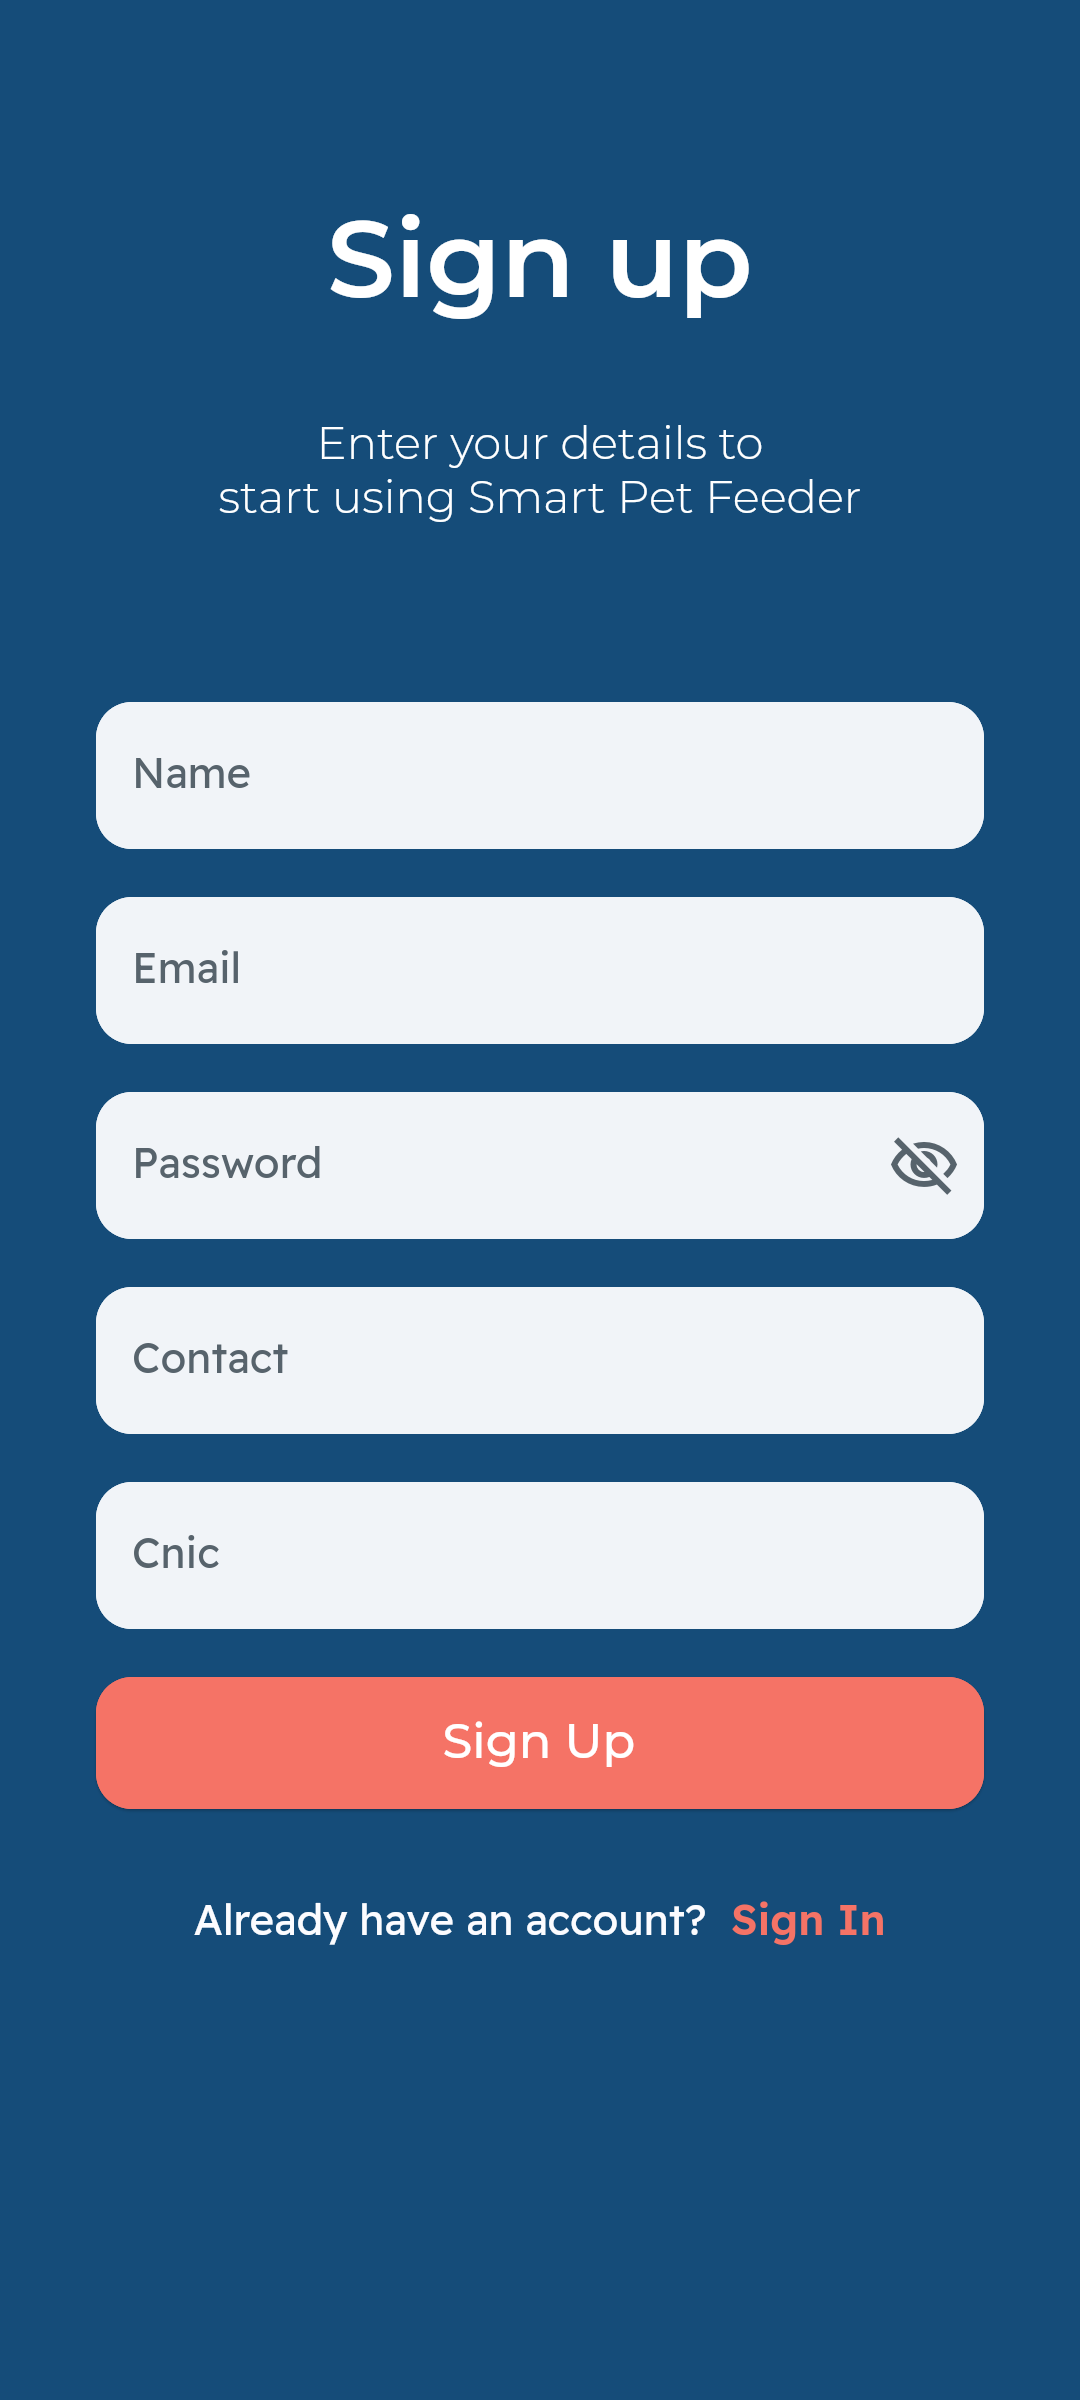 Sign up
Enter your details to
start using Smart Pet Feeder
Name
Email
Password
Contact
Cnic
Sign Up
Already have an account? Sign In